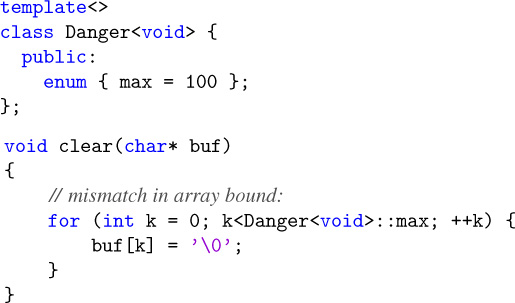 template<>
class Danger<void> {
  public:
    enum { max = 100 };
};
void clear(char* buf)
{
    // mismatch in array bound:
    for (int k = 0; k<Danger<void>::max; ++k) {
        buf[k] = '\0';
    }
}